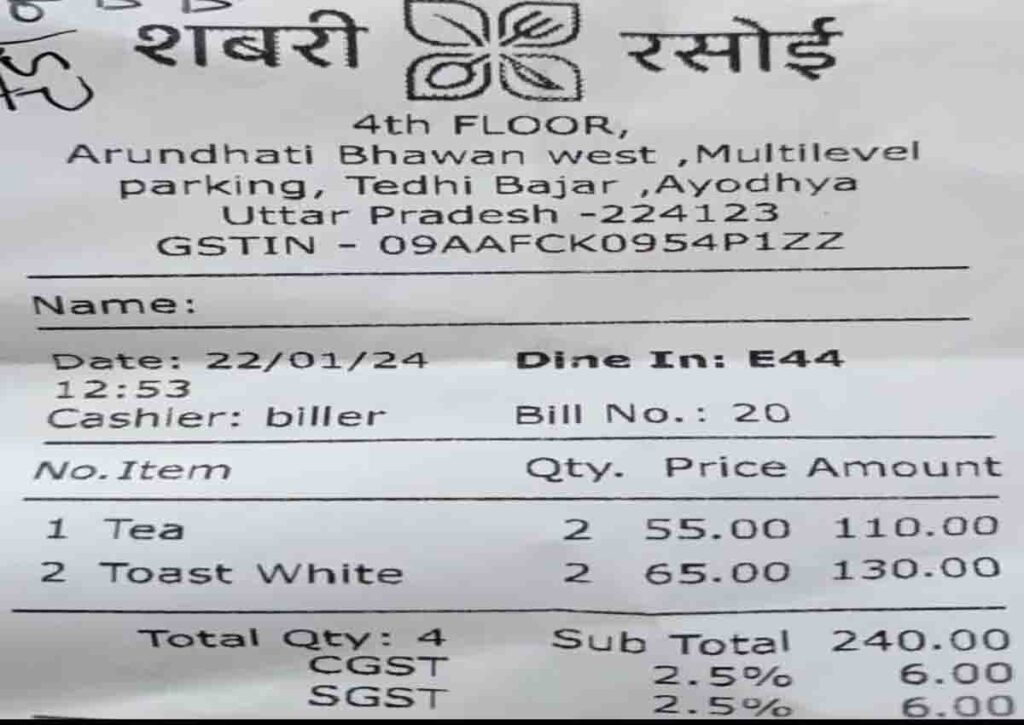 शबरी रसोई
4th FLOOR,
Arundhati Bhawan west ,Multilevel
parking, Tedhi Bajar ,Ayodhya
Uttar Pradesh -224123
GSTIN - 09AAFCK0954P1ZZ
Name:
Date: 22/01/24 Dine In: E44
12:53
Cashier: biller Bill No.: 20
No.Item Qty. Price Amount
1 Tea 2 55.00 110.00
2 Toast White 2 65.00 130.00
Total Qty: 4 Sub Total 240.00
CGST 2.5% 6.00
SGST 2.5% 6.00